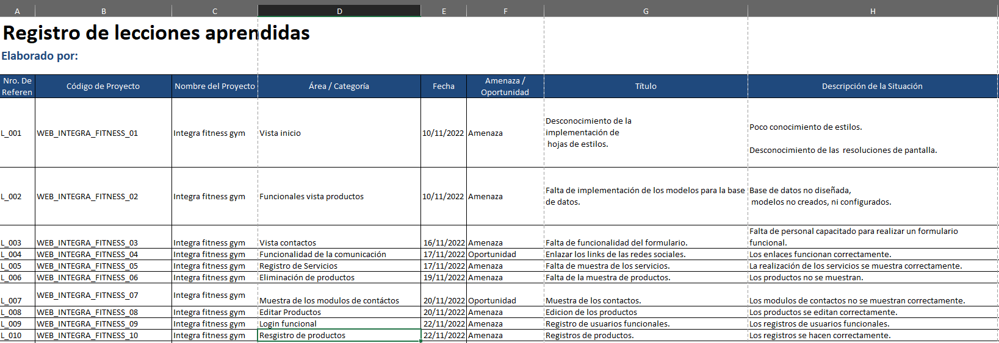 A B C D E F G H
Registro de lecciones aprendidas
Elaborado por:
Nro. De Referen Código de Proyecto Nombre del Proyecto Área / Categoría Fecha Amenaza / Oportunidad Título Descripción de la Situación
L_001 WEB_INTEGRA_FITNESS_01 Integra fitness gym Vista inicio 10/11/2022 Amenaza Desconocimiento de la
implementación de
hojas de estilos.
Poco conocimiento de estilos.
Desconocimiento de las resoluciones de pantalla.
L_002 WEB_INTEGRA_FITNESS_02 Integra fitness gym Funcionales vista productos 10/11/2022 Amenaza Falta de implementación de los modelos para la base
de datos.
Base de datos no diseñada,
modelos no creados, ni configurados.
L_003 WEB_INTEGRA_FITNESS_03 Integra fitness gym Vista contactos 16/11/2022 Amenaza Falta de funcionalidad del formulario. Falta de personal capacitado para realizar un formulario
funcional.
L_004 WEB_INTEGRA_FITNESS_04 Integra fitness gym Funcionalidad de la comunicación 17/11/2022 Oportunidad Enlazar los links de las redes sociales. Los enlaces funcionan correctamente.
L_005 WEB_INTEGRA_FITNESS_05 Integra fitness gym Registro de Servicios 17/11/2022 Amenaza Falta de muestra de los servicios. La realización de los servicios se muestra correctamente.
L_006 WEB_INTEGRA_FITNESS_06 Integra fitness gym Eliminación de productos 19/11/2022 Amenaza Falta de la muestra de productos. Los productos no se muestran.
L_007 WEB_INTEGRA_FITNESS_07 Integra fitness gym Muestra de los modulos de contáctos 20/11/2022 Oportunidad Muestra de los contactos. Los modulos de contactos no se muestran correctamente.
L_008 WEB_INTEGRA_FITNESS_08 Integra fitness gym Editar Productos 20/11/2022 Amenaza Edicion de los productos Los productos se editan correctamente.
L_009 WEB_INTEGRA_FITNESS_09 Integra fitness gym Login funcional 22/11/2022 Amenaza Registro de usuarios funcionales. Los registros de usuarios funcionales.
L_010 WEB_INTEGRA_FITNESS_10 Integra fitness gym Resgistro de productos 22/11/2022 Amenaza Registros de productos. Los registros se hacen correctamente.